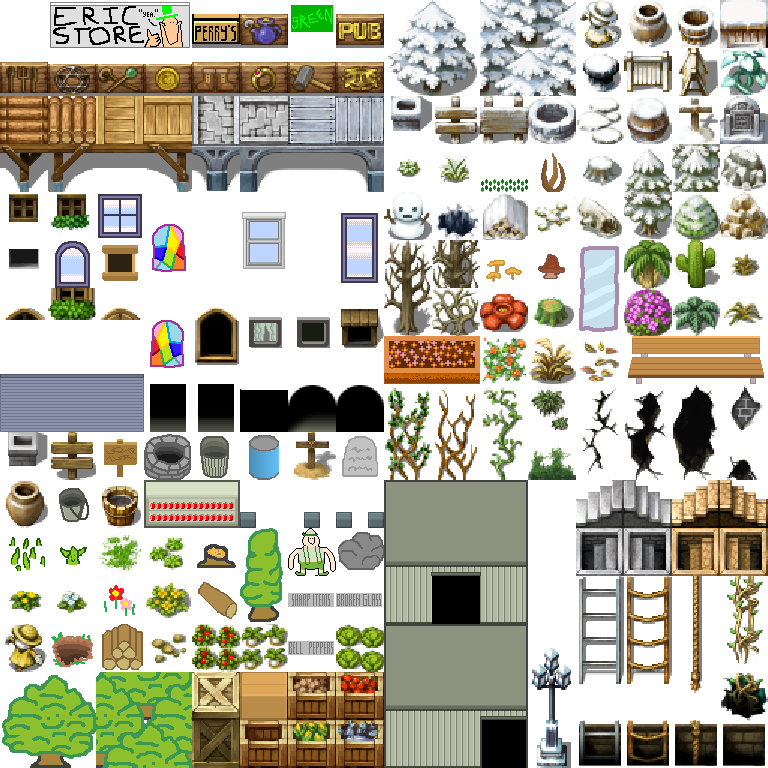 ERIC "YEA."
STORE
PERRY'S
GREEN
PUB
SHARP ITEMS
BROKEN GLASS
BELL PEPPERS